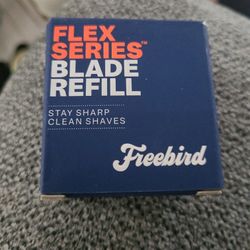 FLEX
SERIES™
BLADE
REFILL
STAY SHARP
CLEAN SHAVES
Freebird